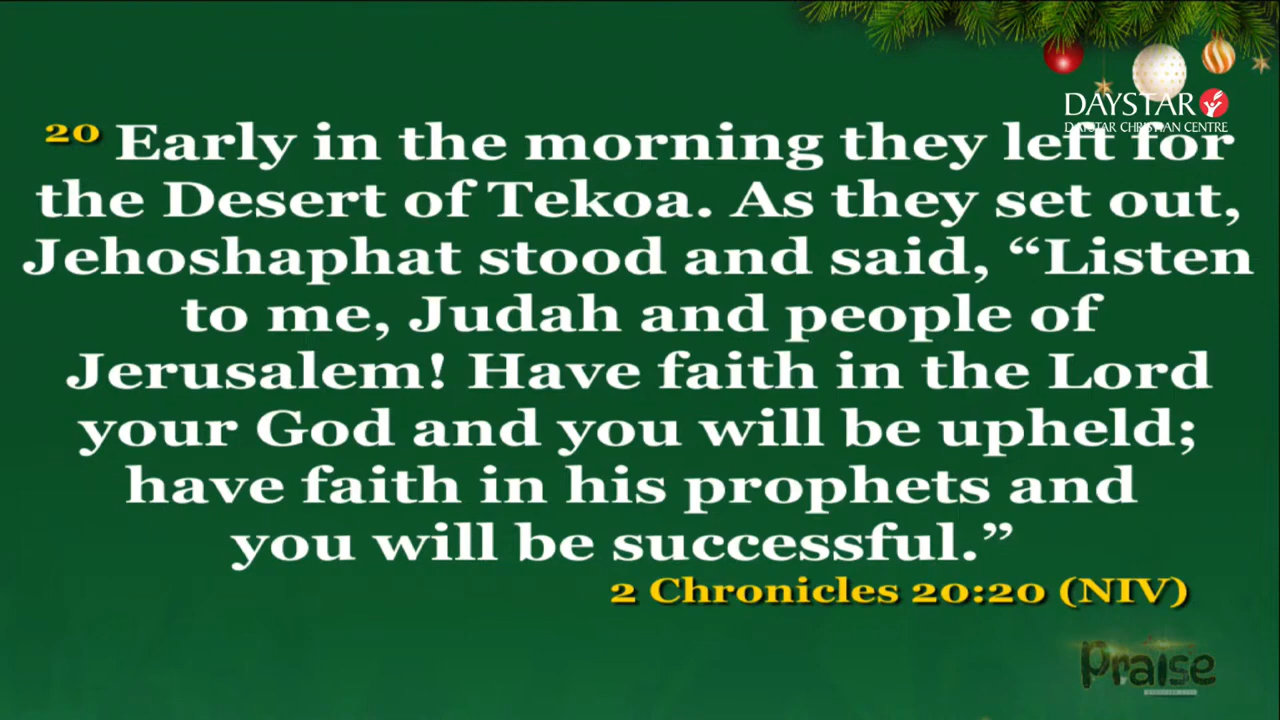 DAYSTAR
DAYSTAR CHRISTIAN CENTRE
20 Early in the morning they left for
the Desert of Tekoa. As they set out,
Jehoshaphat stood and said, “Listen
to me, Judah and people of
Jerusalem! Have faith in the Lord
your God and you will be upheld;
have faith in his prophets and
you will be successful.”
2 Chronicles 20:20 (NIV)
Praise